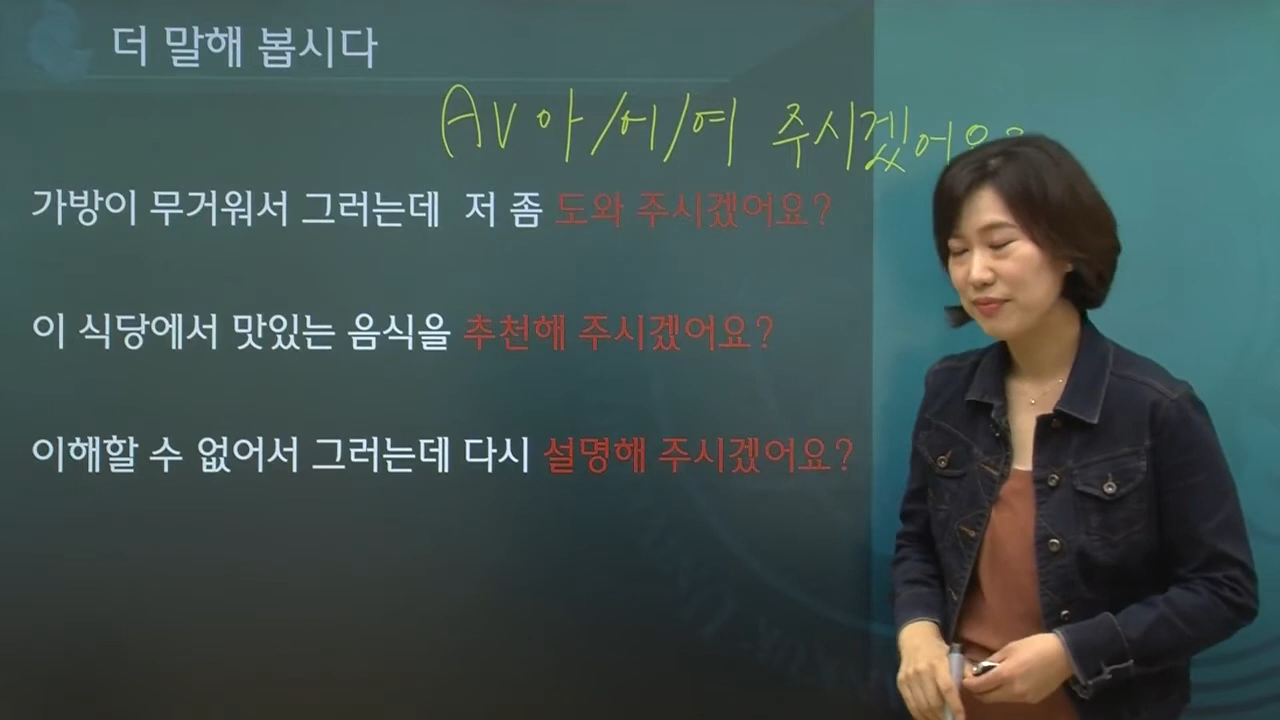 더 말해 봅시다
AV 아/어/여 주시겠어요?
가방이 무거워서 그러는데 저 좀 도와 주시겠어요?
이 식당에서 맛있는 음식을 추천해 주시겠어요?
이해할 수 없어서 그러는데 다시 설명해 주시겠어요?